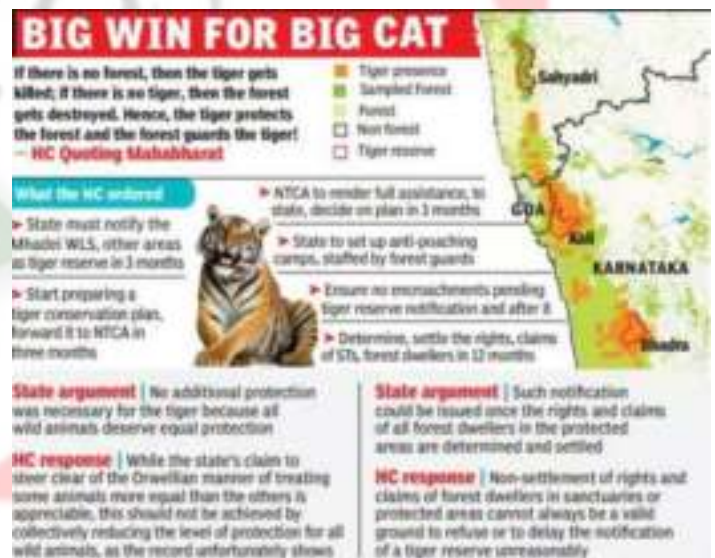 BIG WIN FOR BIG CAT
If there is no forest, then the tiger gets
killed; if there is no tiger, then the forest
gets destroyed. Hence, the tiger protects
the forest and the forest guards the tiger!
— HC Quoting Mahabharat
Tiger presence
Sampled Forest
Forest
Non forest
Tiger reserve
Sahyadri
GOA
Kali
KARNATAKA
Bhadra
What the HC ordered
► State must notify the
Mhadei WLS, other areas
as tiger reserve in 3 months
► Start preparing a
tiger conservation plan,
forward it to NTCA in
three months
► NTCA to render full assistance, to
state, decide on plan in 3 months
► State to set up anti-poaching
camps, staffed by forest guards
► Ensure no encroachments pending
tiger reserve notification and after it
► Determine, settle the rights, claims
of STs, forest dwellers in 12 months
State argument | No additional protection
was necessary for the tiger because all
wild animals deserve equal protection
HC response | While the state's claim to
steer clear of the Orwellian manner of treating
some animals more equal than the others is
appreciable, this should not be achieved by
collectively reducing the level of protection for all
wild animals, as the record unfortunately shows
State argument | Such notification
could be issued once the rights and claims
of all forest dwellers in the protected
areas are determined and settled
HC response | Non-settlement of rights and
claims of forest dwellers in sanctuaries or
protected areas cannot always be a valid
ground to refuse or to delay the notification
of a tiger reserve unreasonably